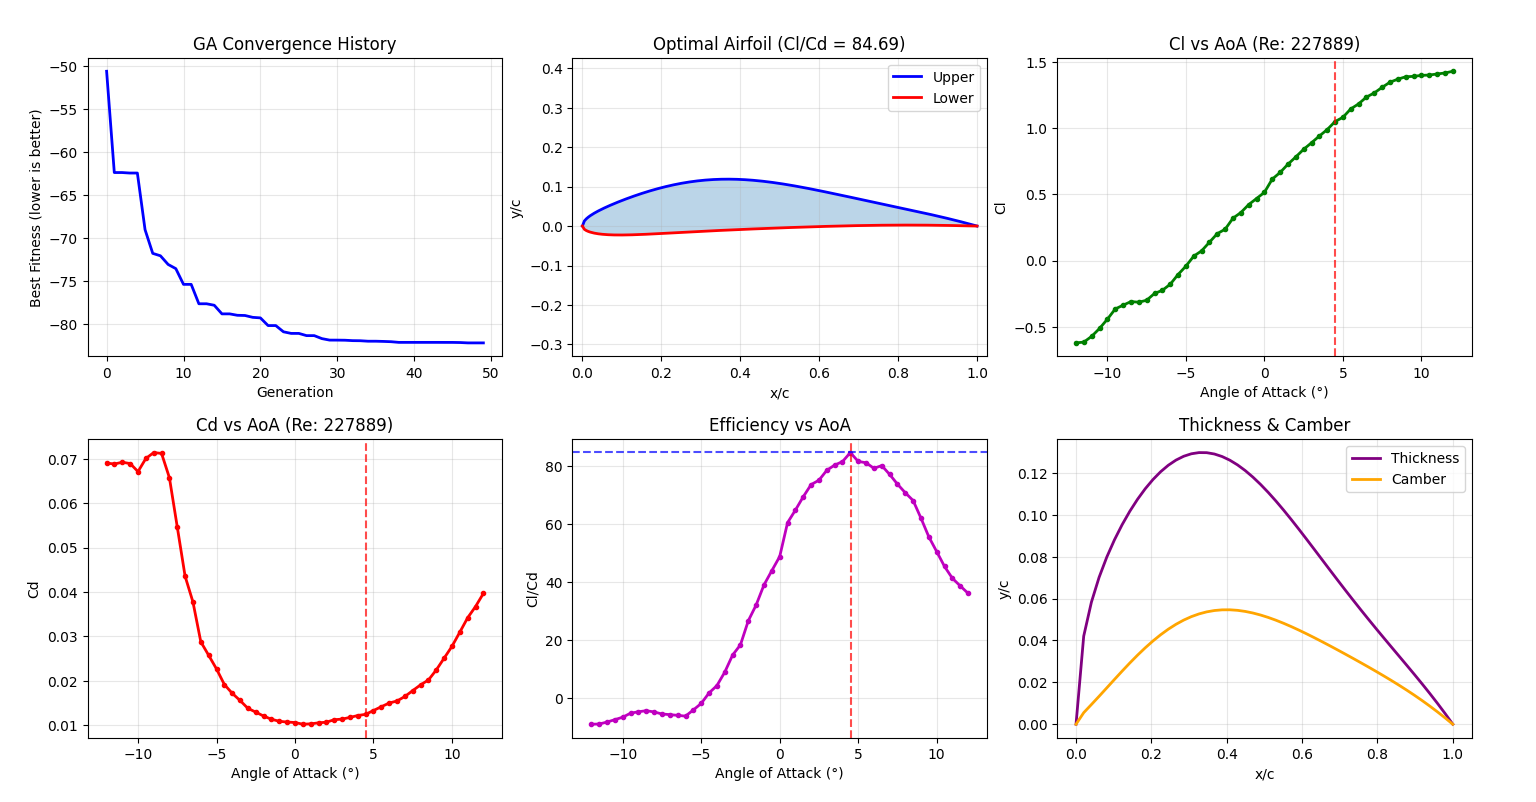 GA Convergence History
Best Fitness (lower is better)
−50
−55
−60
−65
−70
−75
−80
0 10 20 30 40 50
Generation
Optimal Airfoil (Cl/Cd = 84.69)
Upper
Lower
y/c
0.4
0.3
0.2
0.1
0.0
−0.1
−0.2
−0.3
0.0 0.2 0.4 0.6 0.8 1.0
x/c
Cl vs AoA (Re: 227889)
Cl
1.5
1.0
0.5
0.0
−0.5
−10 −5 0 5 10
Angle of Attack (°)
Cd vs AoA (Re: 227889)
Cd
0.07
0.06
0.05
0.04
0.03
0.02
0.01
−10 −5 0 5 10
Angle of Attack (°)
Efficiency vs AoA
Cl/Cd
80
60
40
20
0
−10 −5 0 5 10
Angle of Attack (°)
Thickness & Camber
Thickness
Camber
y/c
0.12
0.10
0.08
0.06
0.04
0.02
0.00
0.0 0.2 0.4 0.6 0.8 1.0
x/c